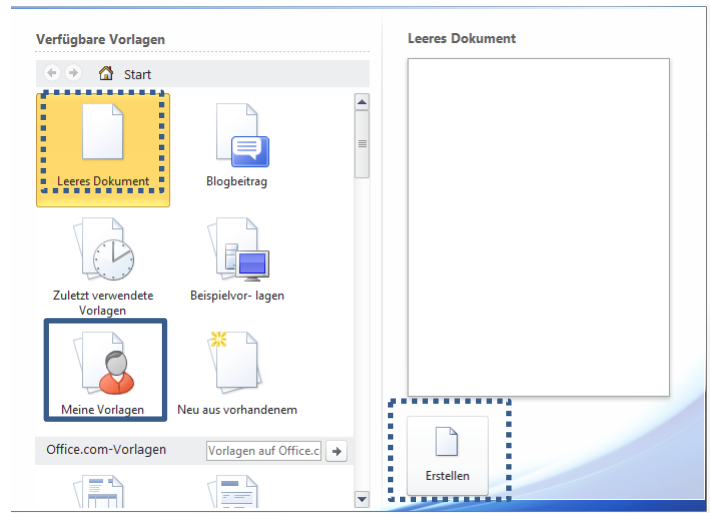 Verfügbare Vorlagen
Start
Leeres Dokument
Blogbeitrag
Zuletzt verwendete
Vorlagen
Beispielvor- lagen
Meine Vorlagen
Neu aus vorhandenem
Office.com-Vorlagen
Vorlagen auf Office.c
Leeres Dokument
Erstellen